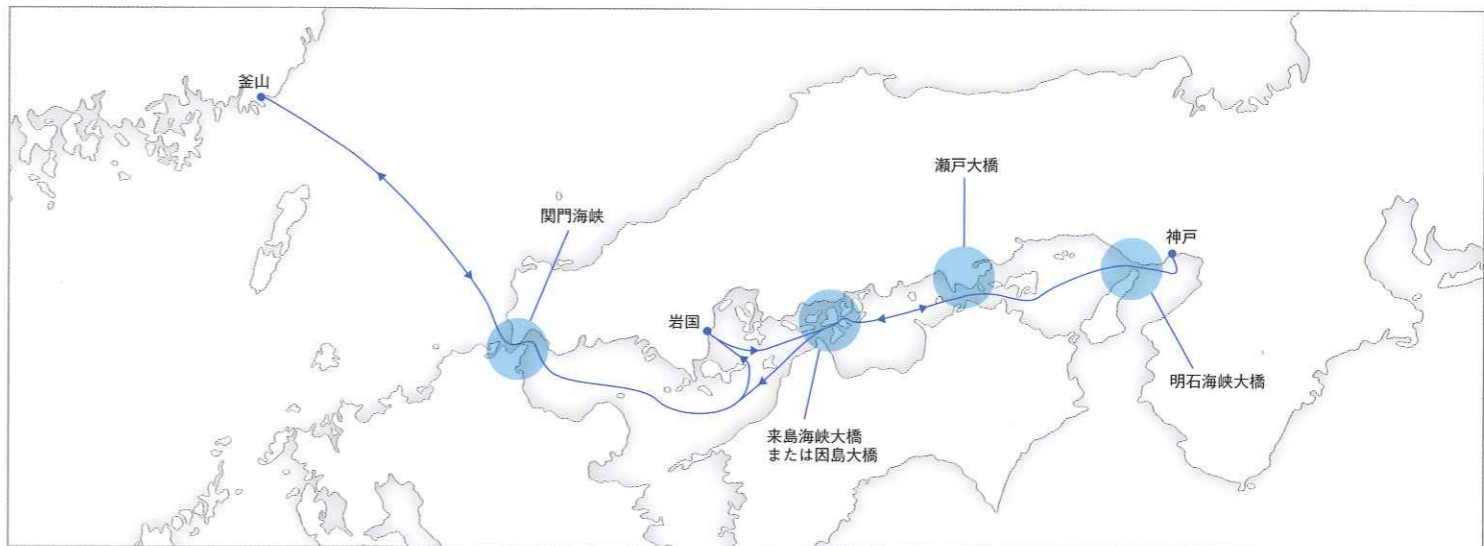 釜山
関門海峡
瀬戸大橋
神戸
岩国
明石海峡大橋
来島海峡大橋
または因島大橋